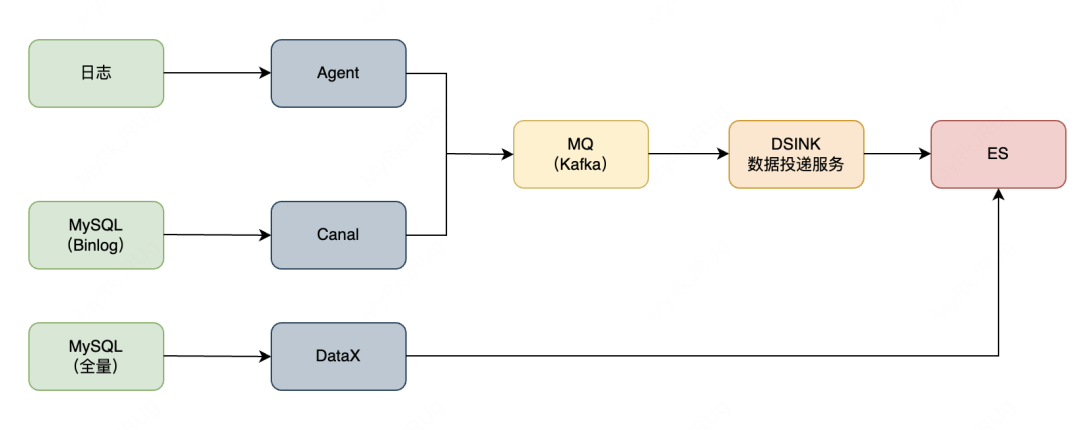 日志
Agent
MySQL
（Binlog）
Canal
MySQL
（全量）
DataX
MQ
（Kafka）
DSINK
数据投递服务
ES